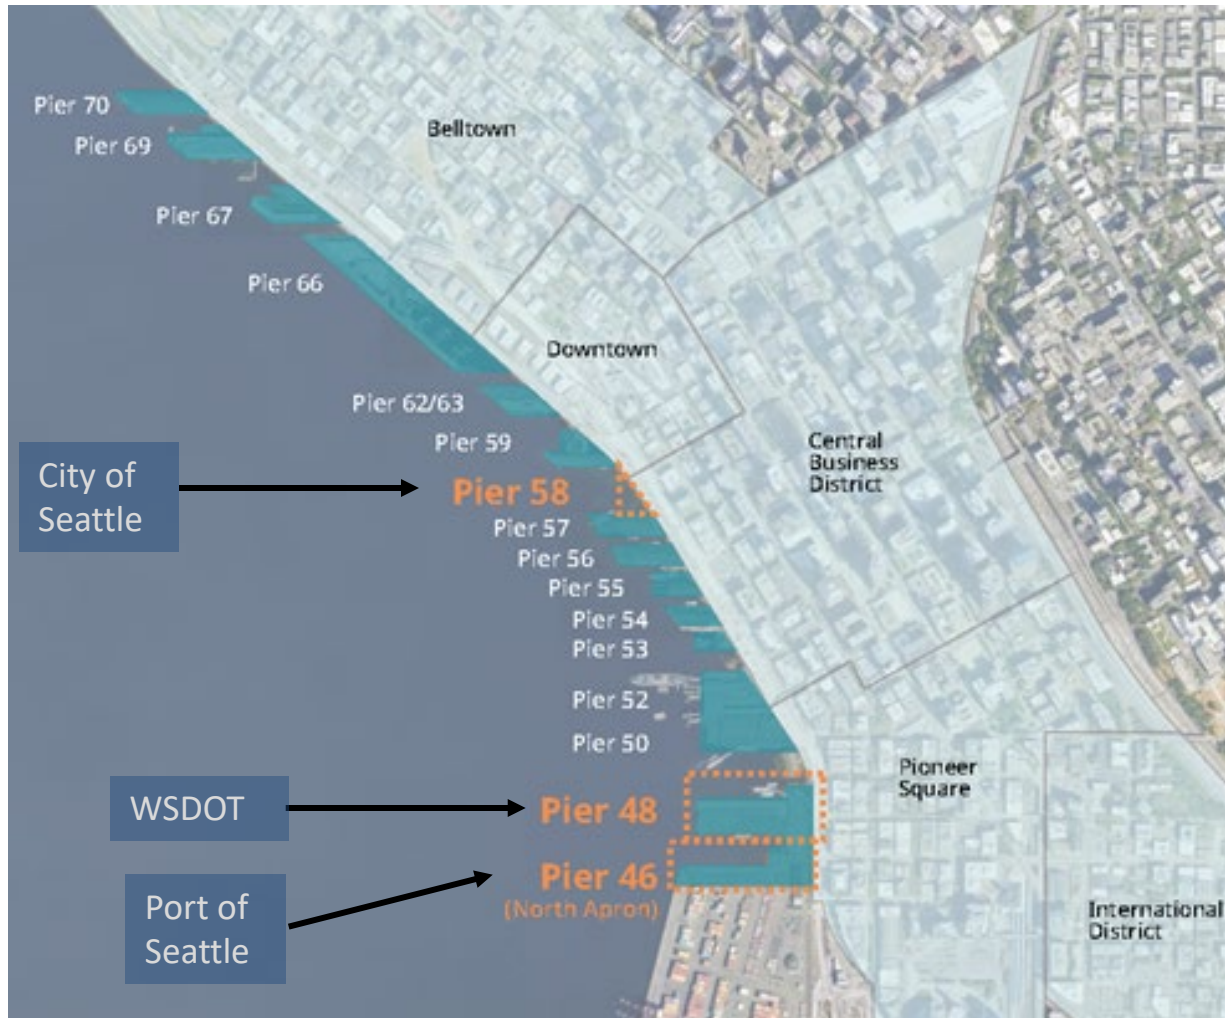 Pier 70
Pier 69
Belltown
Pier 67
Pier 66
Downtown
Pier 62/63
Pier 59
Central
Business
District
City of
Seattle
Pier 58
Pier 57
Pier 56
Pier 55
Pier 54
Pier 53
Pier 52
Pier 50
Pioneer
Square
WSDOT
Pier 48
Pier 46
(North Apron)
Port of
Seattle
International
District